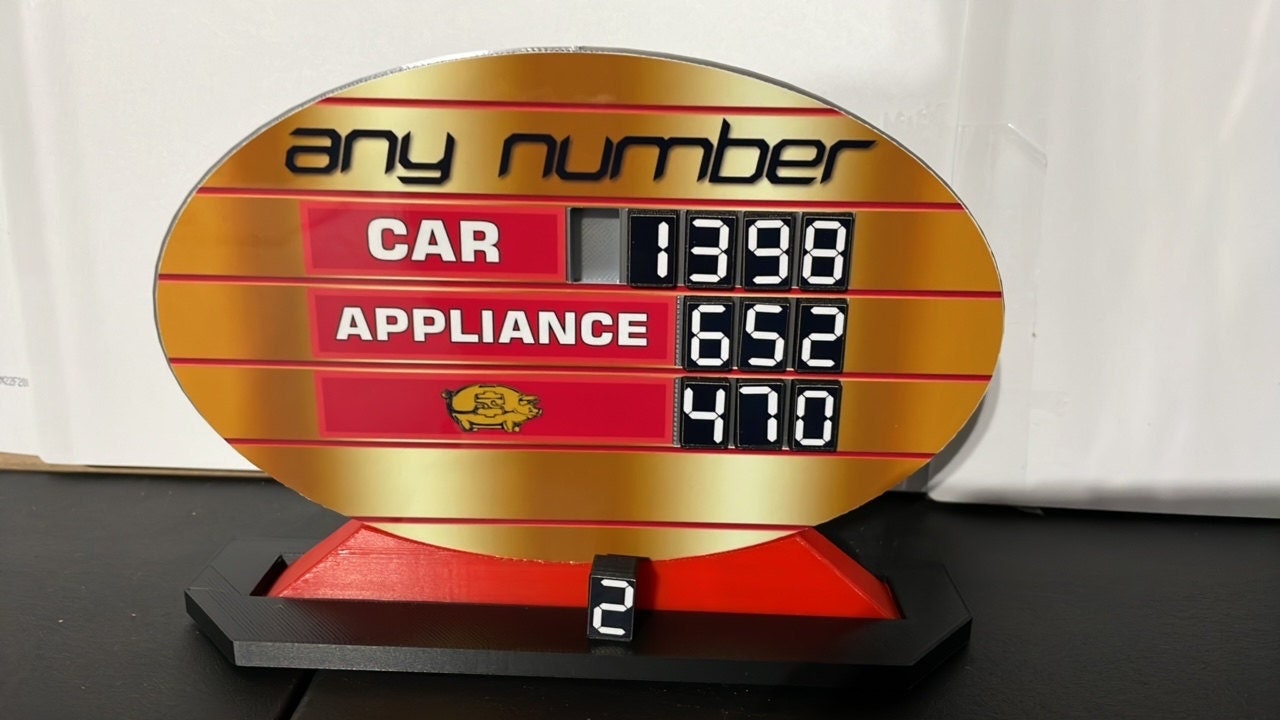 any number
CAR 1398
APPLIANCE 652
470
2